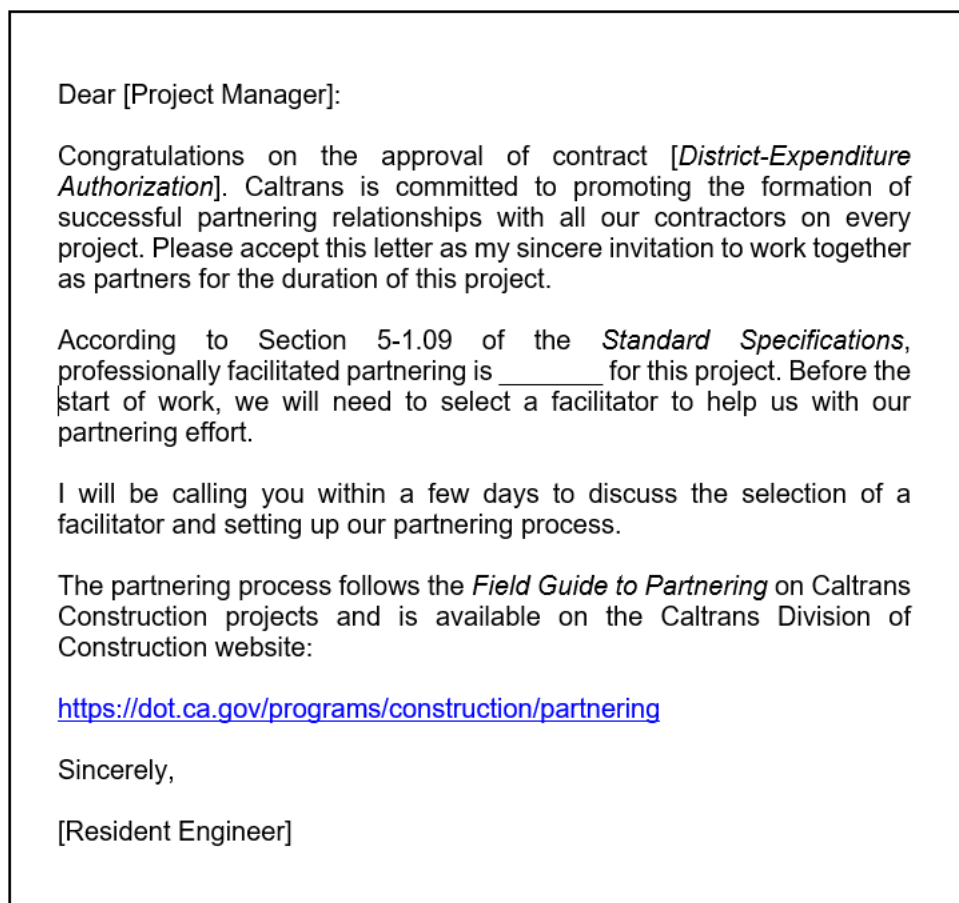 Dear [Project Manager]:
Congratulations on the approval of contract [District-Expenditure
Authorization]. Caltrans is committed to promoting the formation of
successful partnering relationships with all our contractors on every
project. Please accept this letter as my sincere invitation to work together
as partners for the duration of this project.
According to Section 5-1.09 of the Standard Specifications,
professionally facilitated partnering is _______ for this project. Before the
start of work, we will need to select a facilitator to help us with our
partnering effort.
I will be calling you within a few days to discuss the selection of a
facilitator and setting up our partnering process.
The partnering process follows the Field Guide to Partnering on Caltrans
Construction projects and is available on the Caltrans Division of
Construction website:
https://dot.ca.gov/programs/construction/partnering
Sincerely,
[Resident Engineer]